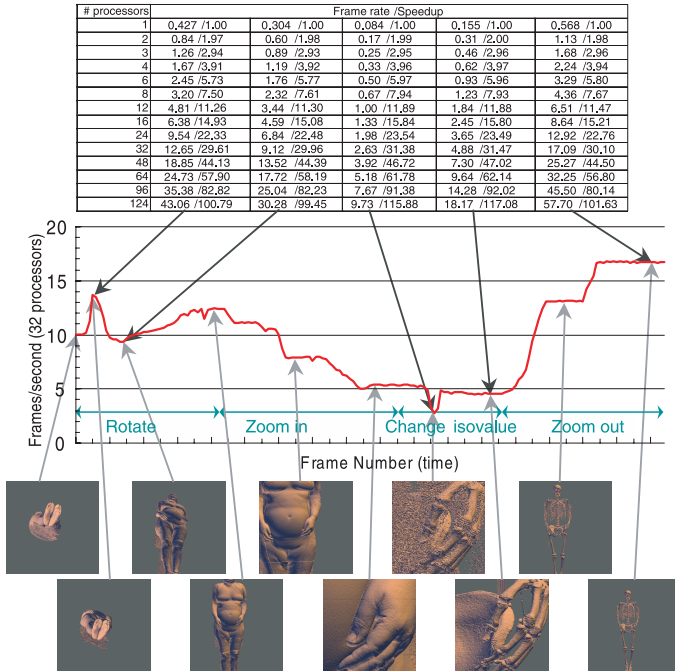 # processors Frame rate /Speedup
1 0.427 /1.00 0.304 /1.00 0.084 /1.00 0.155 /1.00 0.568 /1.00
2 0.84 /1.97 0.60 /1.98 0.17 /1.99 0.31 /2.00 1.13 /1.98
3 1.26 /2.94 0.89 /2.93 0.25 /2.95 0.46 /2.96 1.68 /2.96
4 1.67 /3.91 1.19 /3.92 0.33 /3.96 0.62 /3.97 2.24 /3.94
6 2.45 /5.73 1.76 /5.77 0.50 /5.97 0.93 /5.96 3.29 /5.80
8 3.20 /7.50 2.32 /7.61 0.67 /7.94 1.23 /7.93 4.36 /7.67
12 4.81 /11.26 3.44 /11.30 1.00 /11.89 1.84 /11.88 6.51 /11.47
16 6.38 /14.93 4.59 /15.08 1.33 /15.84 2.45 /15.80 8.64 /15.21
24 9.54 /22.33 6.84 /22.48 1.98 /23.54 3.65 /23.49 12.92 /22.76
32 12.65 /29.61 9.12 /29.96 2.63 /31.38 4.88 /31.47 17.09 /30.10
48 18.85 /44.13 13.52 /44.39 3.92 /46.72 7.30 /47.02 25.27 /44.50
64 24.73 /57.90 17.72 /58.19 5.18 /61.78 9.64 /62.14 32.25 /56.80
96 35.38 /82.82 25.04 /82.23 7.67 /91.38 14.28 /92.02 45.50 /80.14
124 43.06 /100.79 30.28 /99.45 9.73 /115.88 18.17 /117.08 57.70 /101.63
Frames/second (32 processors)
20
15
10
5
0
Rotate Zoom in Change isovalue Zoom out
Frame Number (time)